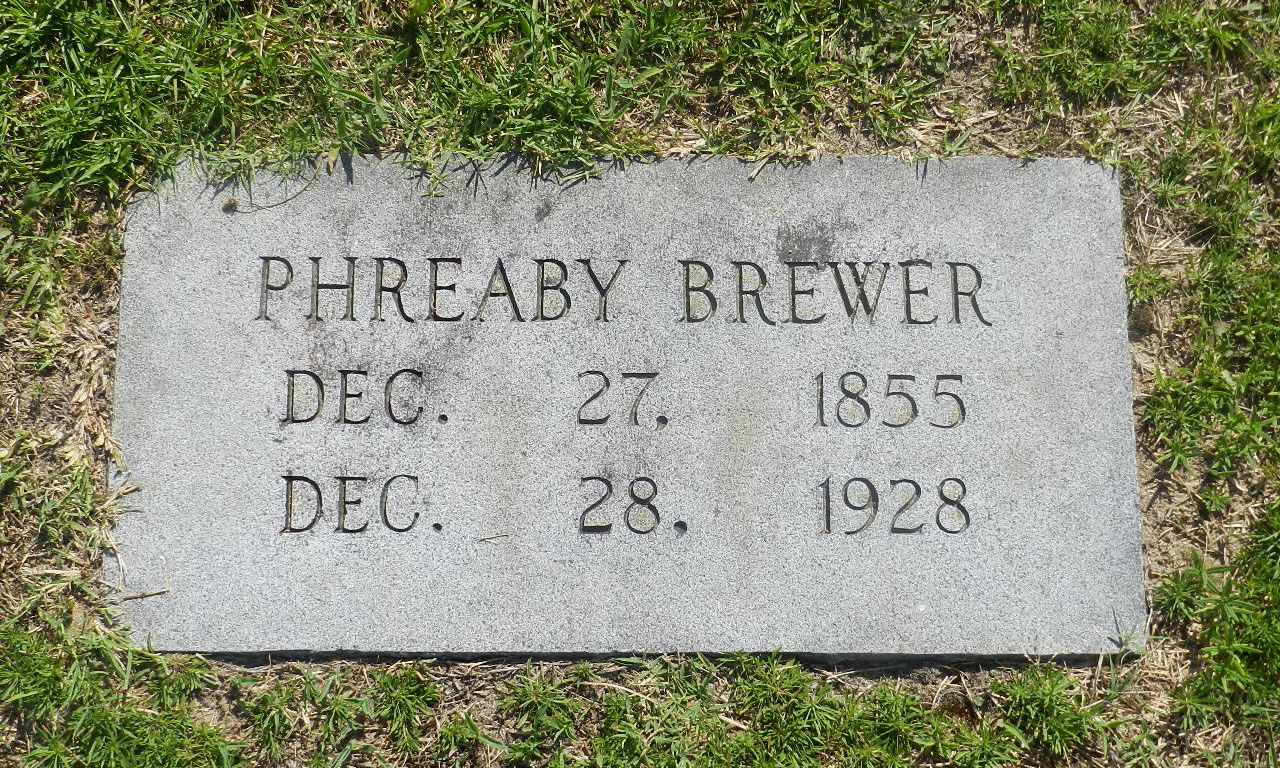 PHREABY BREWER
DEC. 27, 1855
DEC. 28, 1928